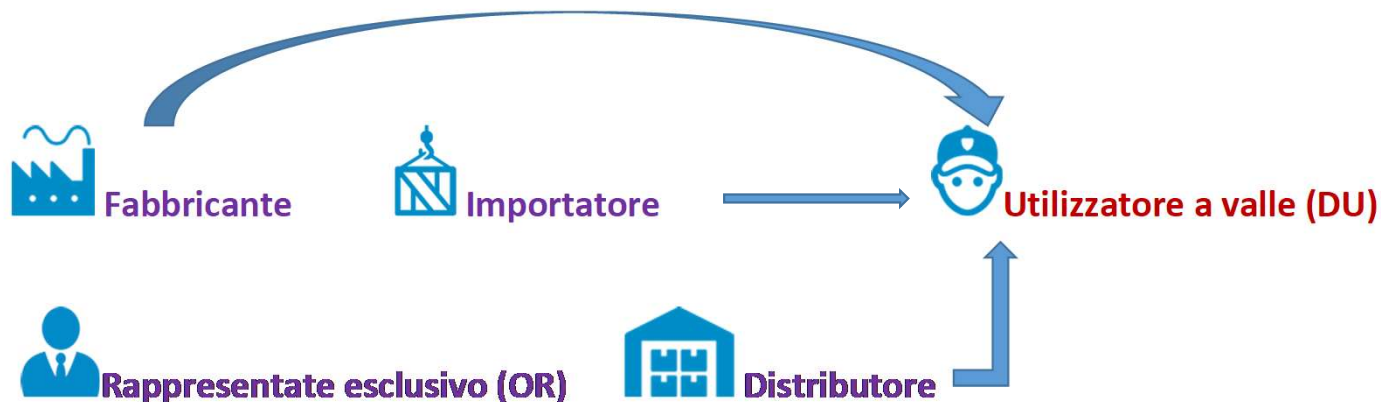 Fabbricante
Importatore
Utilizzatore a valle (DU)
Rappresentate esclusivo (OR)
Distributore